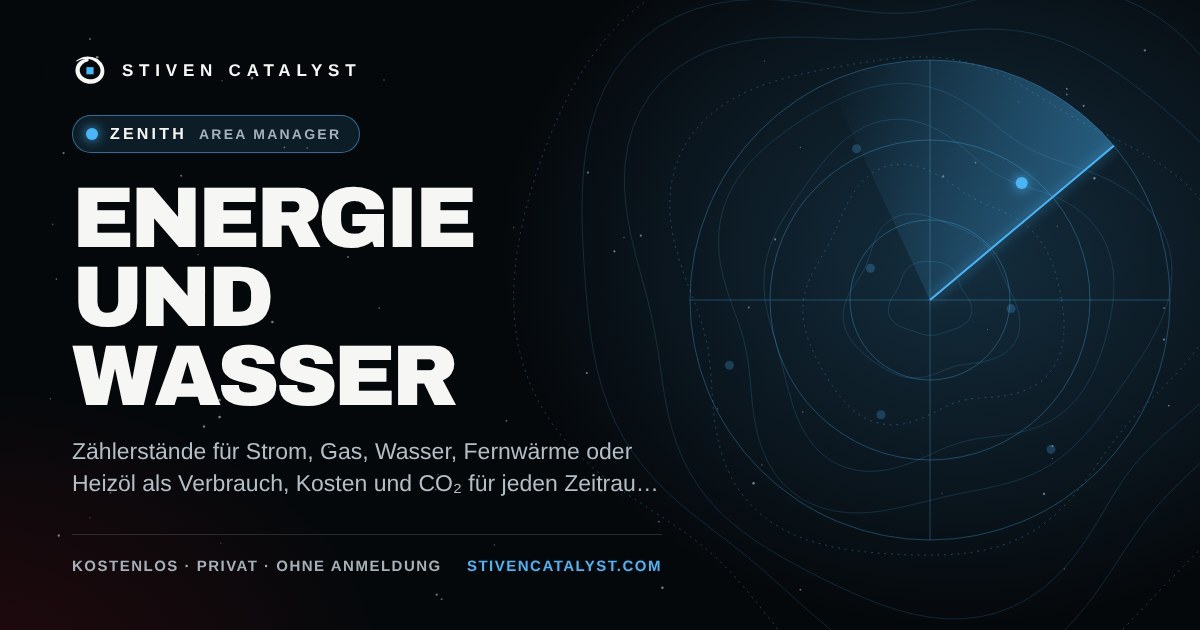 STIVEN CATALYST
ZENITH AREA MANAGER
ENERGIE
UND
WASSER
Zählerstände für Strom, Gas, Wasser, Fernwärme oder
Heizöl als Verbrauch, Kosten und CO₂ für jeden Zeitrau…
KOSTENLOS · PRIVAT · OHNE ANMELDUNG STIVENCATALYST.COM